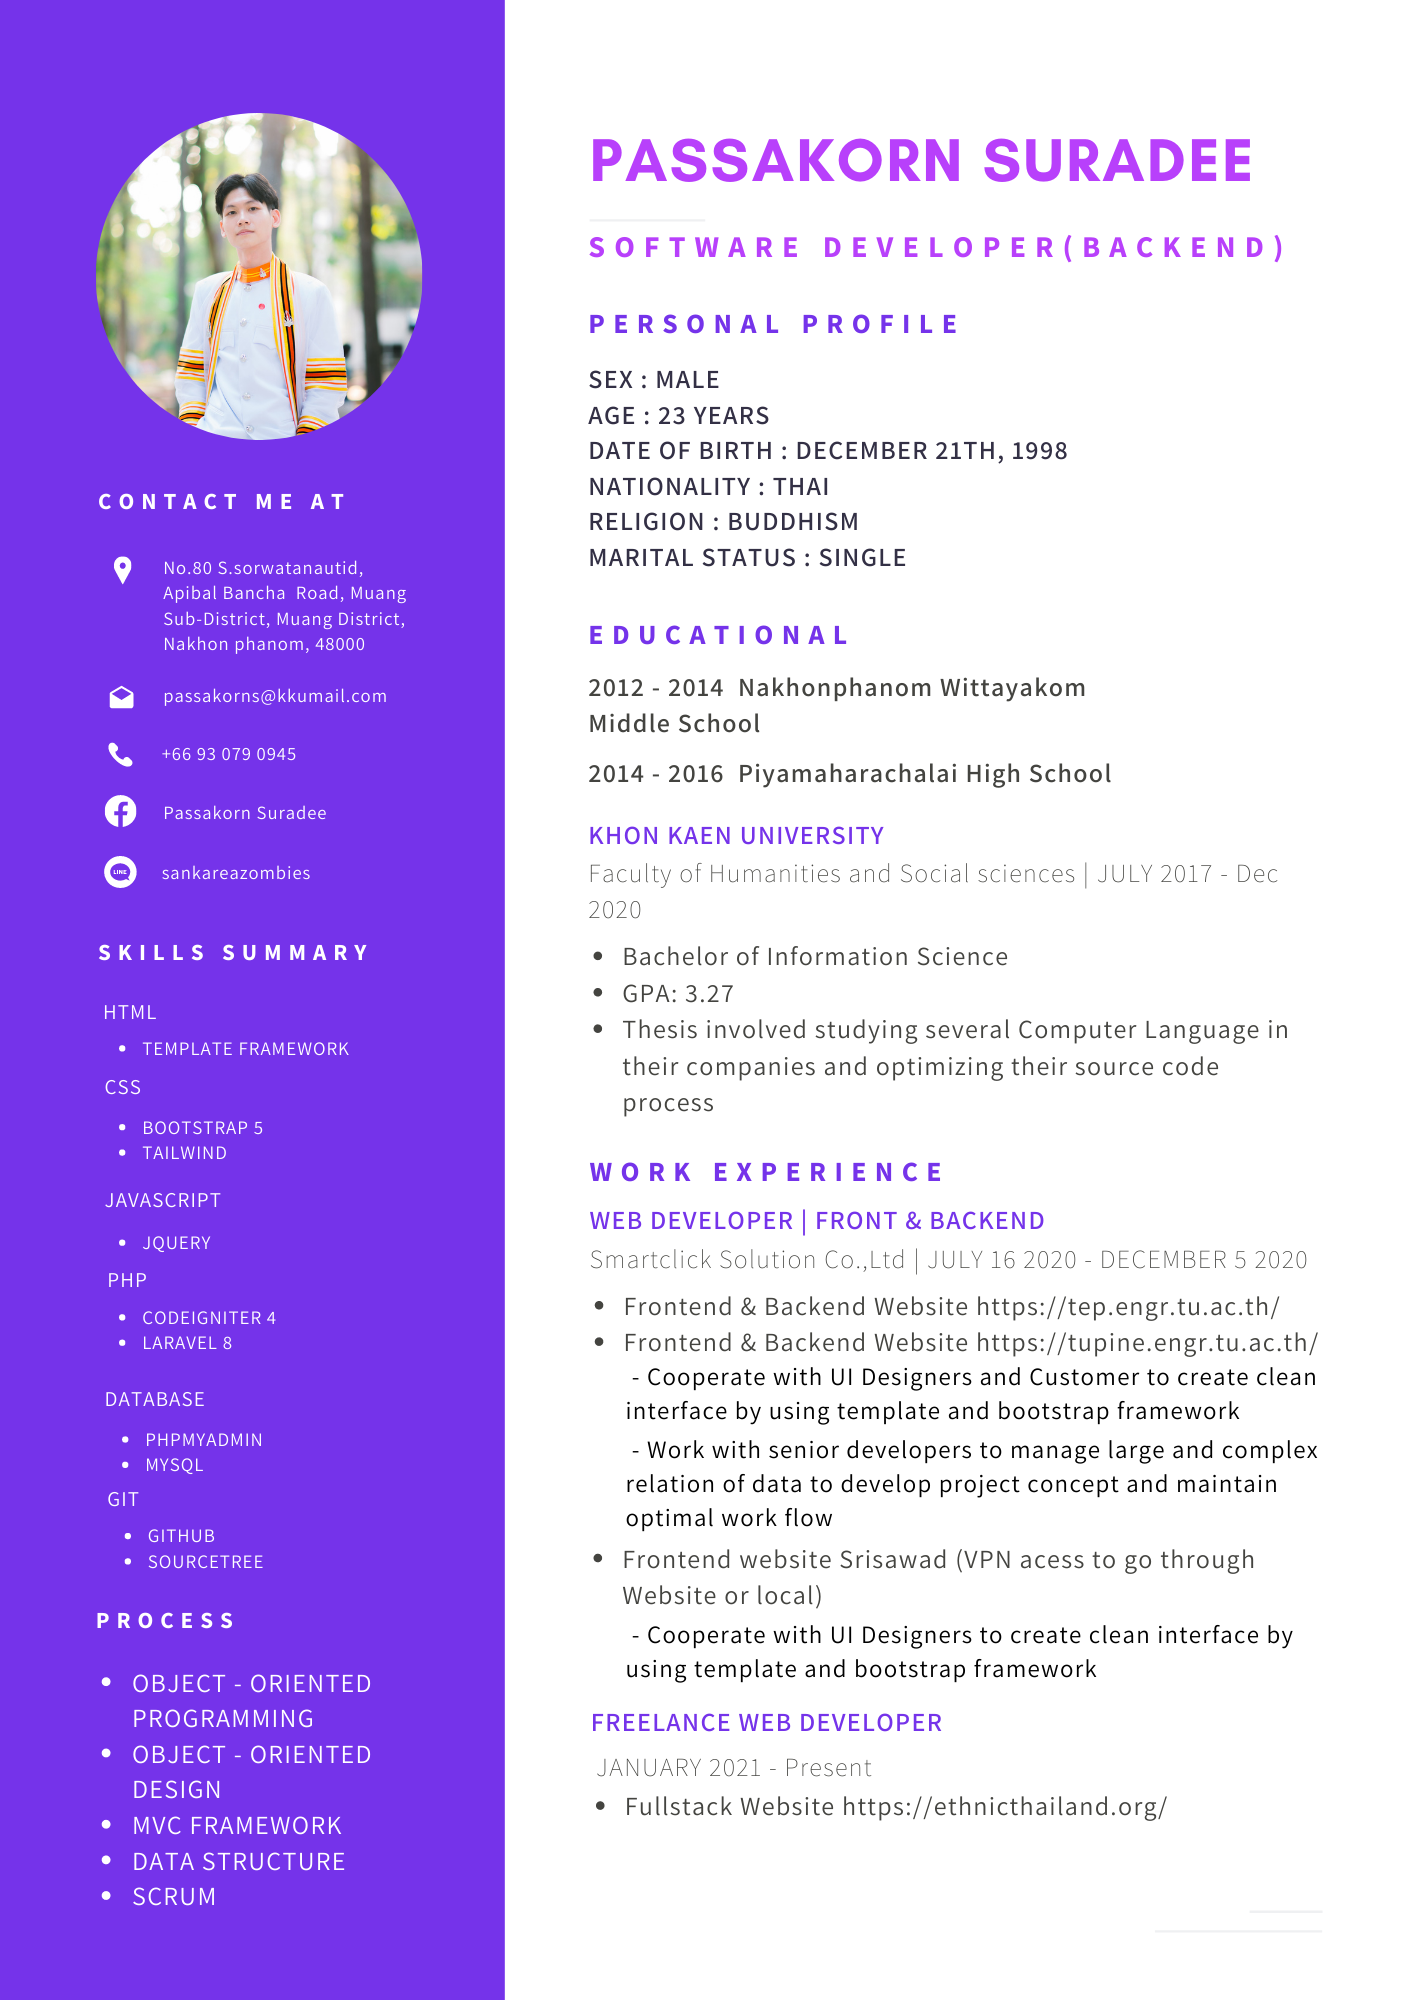 CONTACT ME AT
No.80 S.sorwatanautid,
Apibal Bancha Road, Muang
Sub-District, Muang District,
Nakhon phanom, 48000
passakorns@kkumail.com
+66 93 079 0945
Passakorn Suradee
LINE
sankareazombies
SKILLS SUMMARY
HTML
• TEMPLATE FRAMEWORK
CSS
• BOOTSTRAP 5
• TAILWIND
JAVASCRIPT
• JQUERY
PHP
• CODEIGNITER 4
• LARAVEL 8
DATABASE
• PHPMYADMIN
• MYSQL
GIT
• GITHUB
• SOURCETREE
PROCESS
• OBJECT - ORIENTED
PROGRAMMING
• OBJECT - ORIENTED
DESIGN
• MVC FRAMEWORK
• DATA STRUCTURE
• SCRUM
PASSAKORN SURADEE
SOFTWARE DEVELOPER(BACKEND)
PERSONAL PROFILE
SEX : MALE
AGE : 23 YEARS
DATE OF BIRTH : DECEMBER 21TH, 1998
NATIONALITY : THAI
RELIGION : BUDDHISM
MARITAL STATUS : SINGLE
EDUCATIONAL
2012 - 2014 Nakhonphanom Wittayakom
Middle School
2014 - 2016 Piyamaharachalai High School
KHON KAEN UNIVERSITY
Faculty of Humanities and Social sciences | JULY 2017 - Dec
2020
• Bachelor of Information Science
• GPA: 3.27
• Thesis involved studying several Computer Language in
their companies and optimizing their source code
process
WORK EXPERIENCE
WEB DEVELOPER | FRONT & BACKEND
Smartclick Solution Co.,Ltd | JULY 16 2020 - DECEMBER 5 2020
• Frontend & Backend Website https://tep.engr.tu.ac.th/
• Frontend & Backend Website https://tupine.engr.tu.ac.th/
- Cooperate with UI Designers and Customer to create clean
interface by using template and bootstrap framework
- Work with senior developers to manage large and complex
relation of data to develop project concept and maintain
optimal work flow
• Frontend website Srisawad (VPN acess to go through
Website or local)
- Cooperate with UI Designers to create clean interface by
using template and bootstrap framework
FREELANCE WEB DEVELOPER
JANUARY 2021 - Present
• Fullstack Website https://ethnicthailand.org/